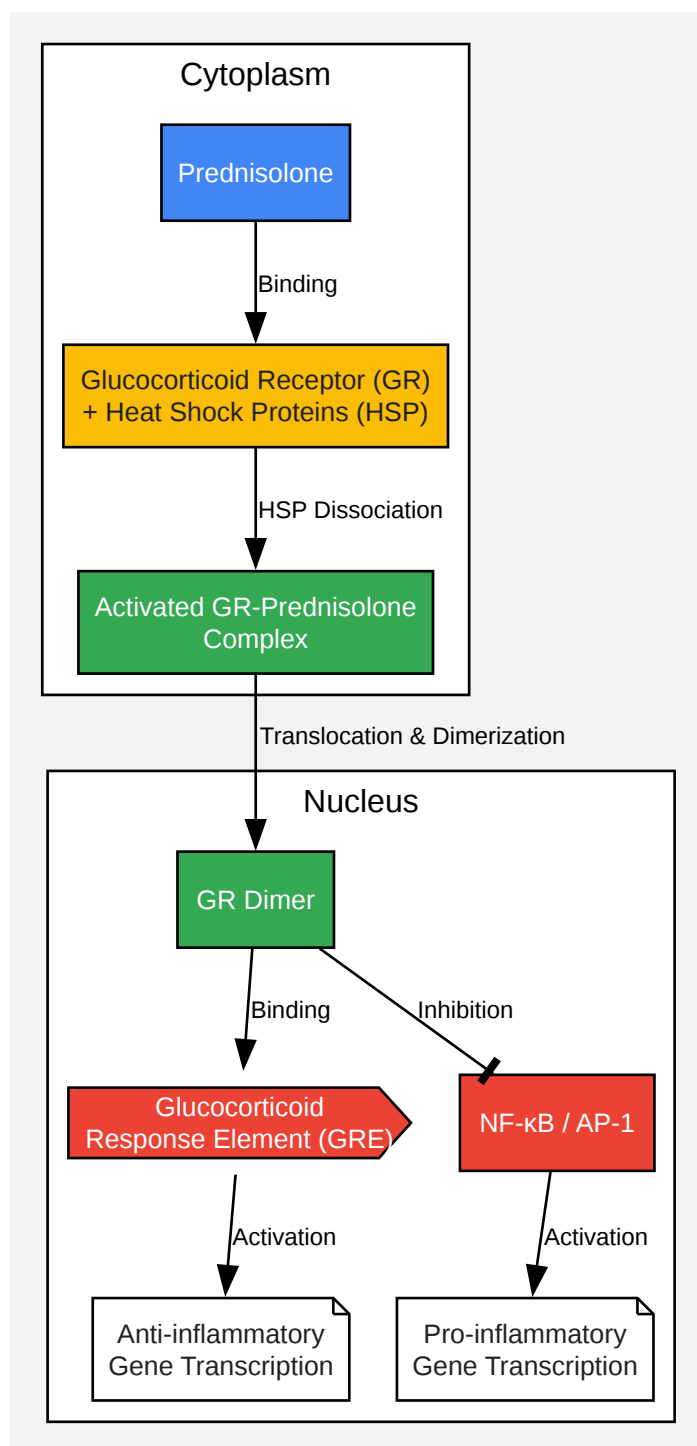 Cytoplasm
Prednisolone
Binding
Glucocorticoid Receptor (GR)
+ Heat Shock Proteins (HSP)
HSP Dissociation
Activated GR-Prednisolone
Complex
Translocation & Dimerization
Nucleus
GR Dimer
Binding
Inhibition
Glucocorticoid
Response Element (GRE)
NF-κB / AP-1
Activation
Activation
Anti-inflammatory
Gene Transcription
Pro-inflammatory
Gene Transcription